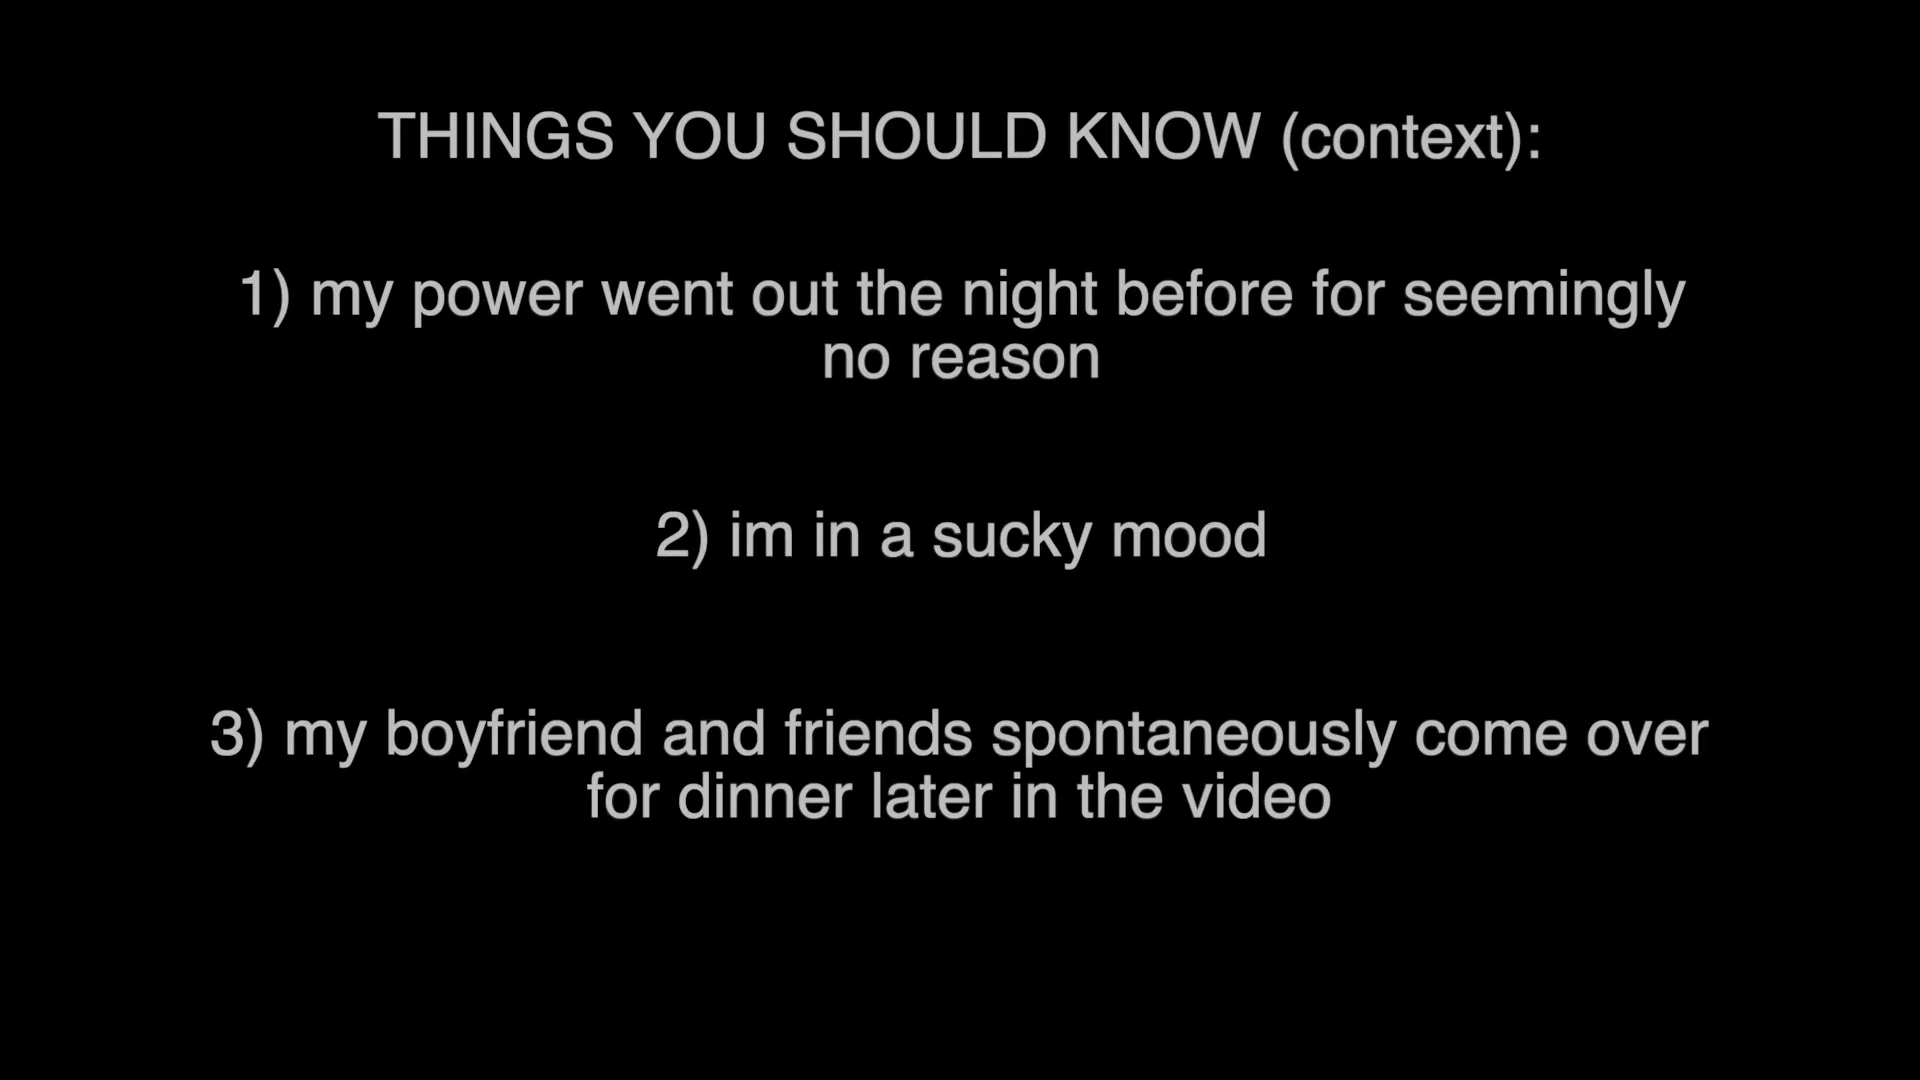 THINGS YOU SHOULD KNOW (context):
1) my power went out the night before for seemingly
no reason
2) im in a sucky mood
3) my boyfriend and friends spontaneously come over
for dinner later in the video